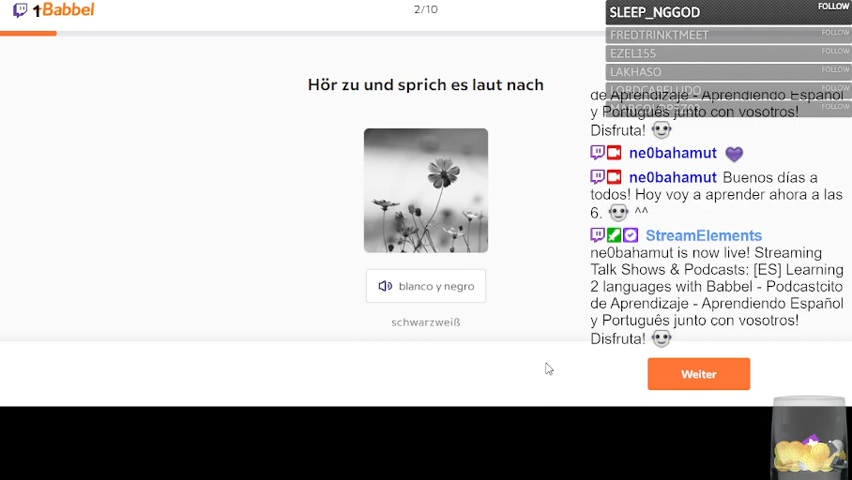 Babbel
2/10
Hör zu und sprich es laut nach
blanco y negro
schwarzweiß
Weiter
SLEEP_NGGOD FOLLOW
FREDTRINKTMEET FOLLOW
EZEL155 FOLLOW
LAKHASO FOLLOW
LORDCABELUDO FOLLOW
FOLLOW
de Aprendizaje - Aprendiendo Español
y Português junto con vosotros!
Disfruta!
ne0bahamut
ne0bahamut Buenos días a
todos! Hoy voy a aprender ahora a las
6. ^^
StreamElements
ne0bahamut is now live! Streaming
Talk Shows & Podcasts: [ES] Learning
2 languages with Babbel - Podcastcito
de Aprendizaje - Aprendiendo Español
y Português junto con vosotros!
Disfruta!